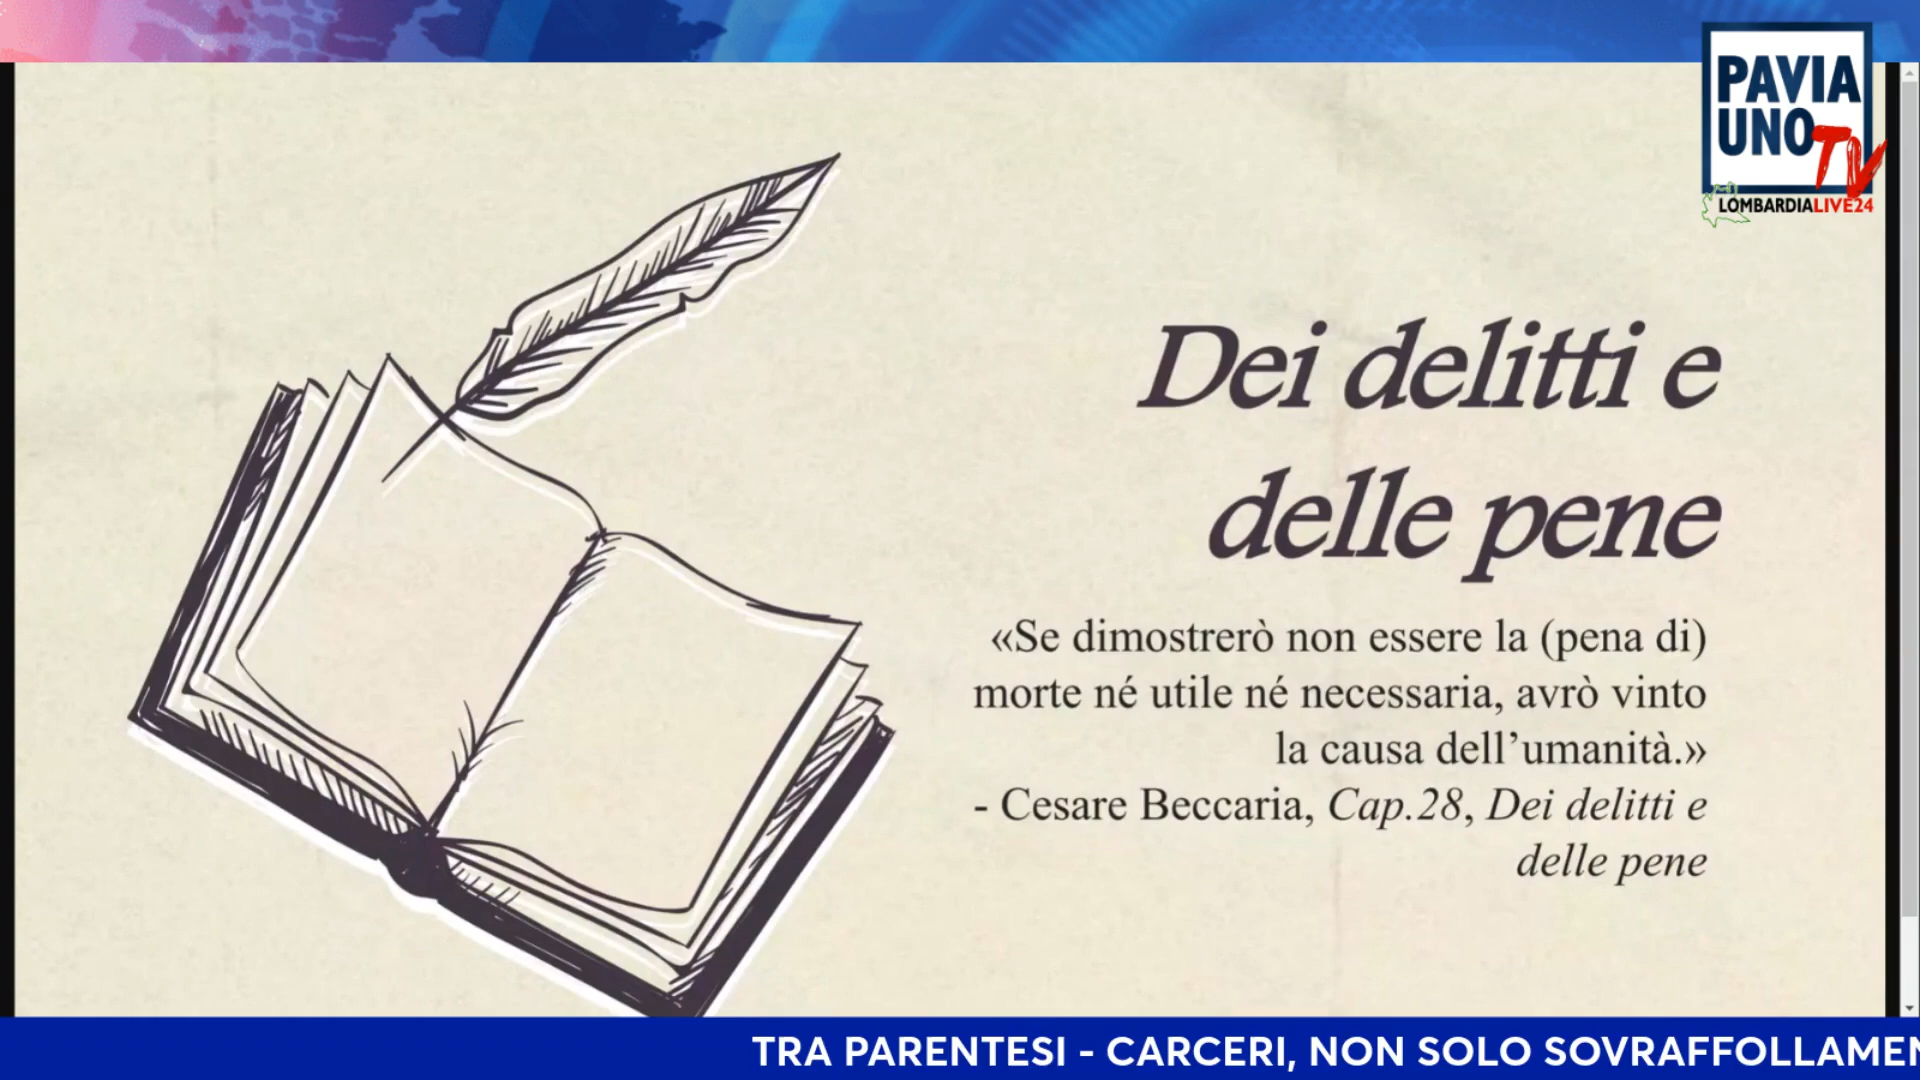 PAVIA
UNO TV
LOMBARDIALIVE24
Dei delitti e
delle pene
«Se dimostrerò non essere la (pena di)
morte né utile né necessaria, avrò vinto
la causa dell’umanità.»
- Cesare Beccaria, Cap.28, Dei delitti e
delle pene
TRA PARENTESI - CARCERI, NON SOLO SOVRAFFOLLAMEN